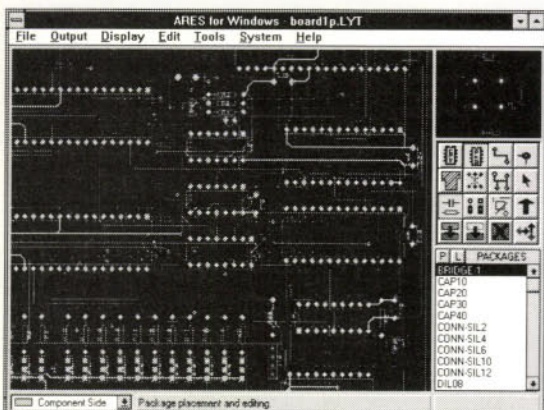 ARES for Windows - board1p.LYT
File Output Display Edit Tools System Help
P L PACKAGES
BRIDGE 1
CAP10
CAP20
CAP30
CAP40
CONN-SIL2
CONN-SIL4
CONN-SIL6
CONN-SIL10
CONN-SIL12
DIL08
Component Side Package placement and editing.